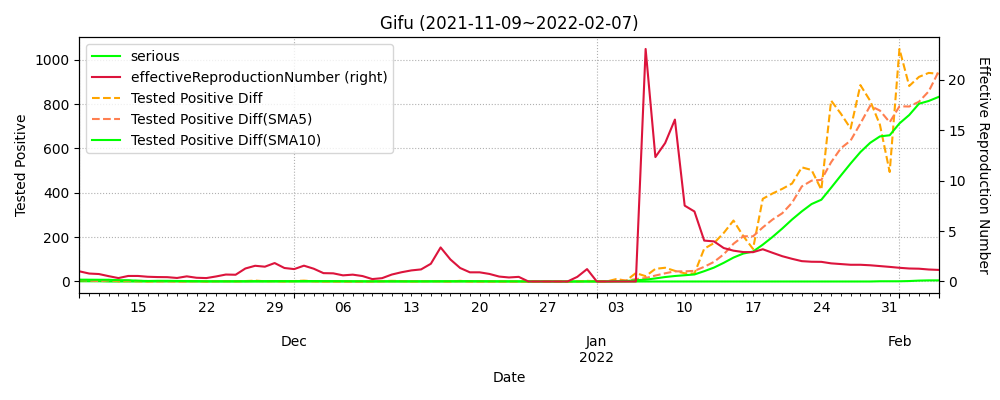 Gifu (2021-11-09~2022-02-07)
serious
effectiveReproductionNumber (right)
Tested Positive Diff
Tested Positive Diff(SMA5)
Tested Positive Diff(SMA10)
1000
800
600
400
200
0
Tested Positive
20
15
10
5
0
Effective Reproduction Number
15 22 29 06 13 20 27 03 10 17 24 31
Dec Jan Feb
2022
Date